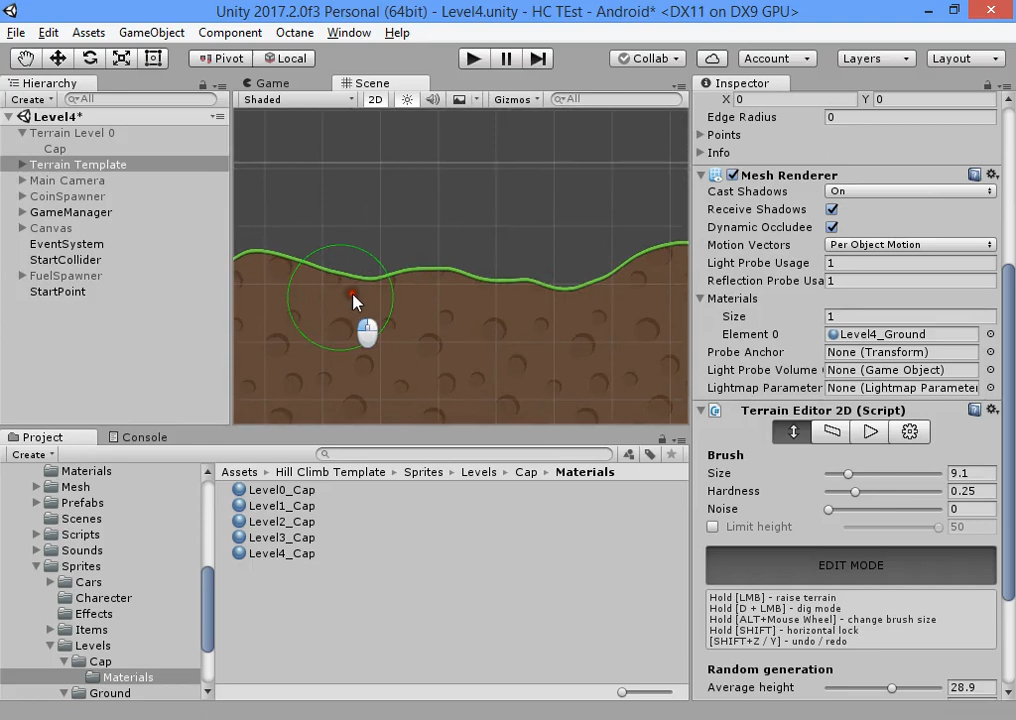 Unity 2017.2.0f3 Personal (64bit) - Level4.unity - HC TEst - Android* <DX11 on DX9 GPU>
File Edit Assets GameObject Component Octane Window Help
Pivot Local Collab Account Layers Layout
Hierarchy
Create All
Level4*
Terrain Level 0
Cap
Terrain Template
Main Camera
CoinSpawner
GameManager
Canvas
EventSystem
StartCollider
FuelSpawner
StartPoint
Game Scene
Shaded 2D Gizmos All
Inspector
X 0 Y 0
Edge Radius 0
Points
Info
Mesh Renderer
Cast Shadows On
Receive Shadows
Dynamic Occludee
Motion Vectors Per Object Motion
Light Probe Usage 1
Reflection Probe Usa 1
Materials
Size 1
Element 0 Level4_Ground
Probe Anchor None (Transform)
Light Probe Volume None (Game Object)
Lightmap Parameter None (Lightmap Parameter
Terrain Editor 2D (Script)
Brush
Size 9.1
Hardness 0.25
Noise 0
Limit height 50
EDIT MODE
Hold [LMB] - raise terrain
Hold [D + LMB] - dig mode
Hold [ALT+Mouse Wheel] - change brush size
Hold [SHIFT] - horizontal lock
[SHIFT+Z / Y] - undo / redo
Random generation
Average height 28.9
Project Console
Create
Materials
Mesh
Prefabs
Scenes
Scripts
Sounds
Sprites
Cars
Charecter
Effects
Items
Levels
Cap
Materials
Ground
Assets Hill Climb Template Sprites Levels Cap Materials
Level0_Cap
Level1_Cap
Level2_Cap
Level3_Cap
Level4_Cap